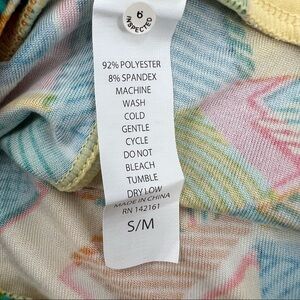 6
INSPECTED
92% POLYESTER
8% SPANDEX
MACHINE
WASH
COLD
GENTLE
CYCLE
DO NOT
BLEACH
TUMBLE
DRY LOW
MADE IN CHINA
RN 142161
S/M